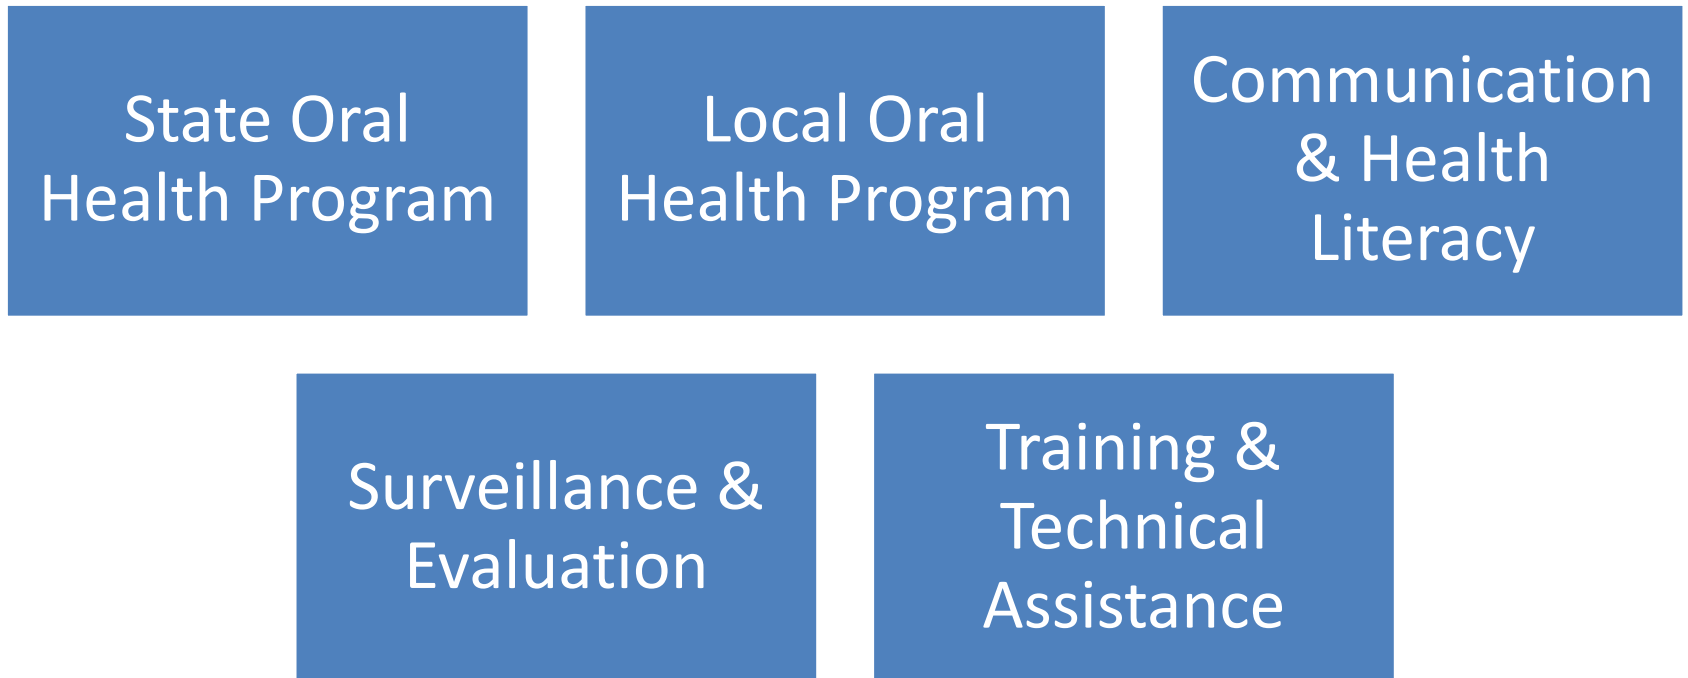 State Oral
Health Program
Local Oral
Health Program
Communication
& Health
Literacy
Surveillance &
Evaluation
Training &
Technical
Assistance